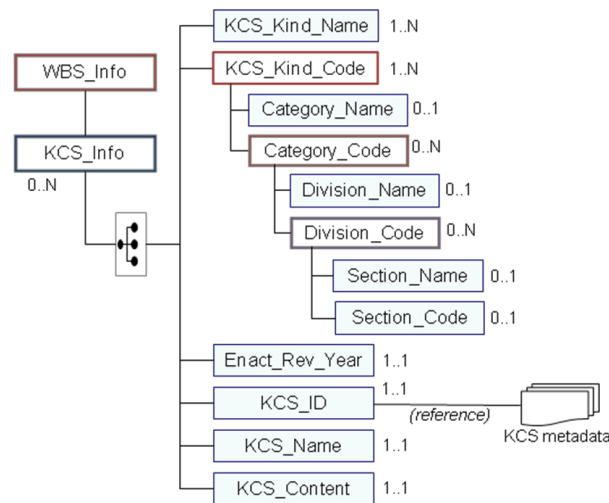 KCS_Kind_Name 1..N
WBS_Info
KCS_Kind_Code 1..N
Category_Name 0..1
KCS_Info
0..N
Category_Code 0..N
Division_Name 0..1
Division_Code 0..N
Section_Name 0..1
Section_Code 0..1
Enact_Rev_Year 1..1
KCS_ID 1..1
(reference)
KCS metadata
KCS_Name 1..1
KCS_Content 1..1